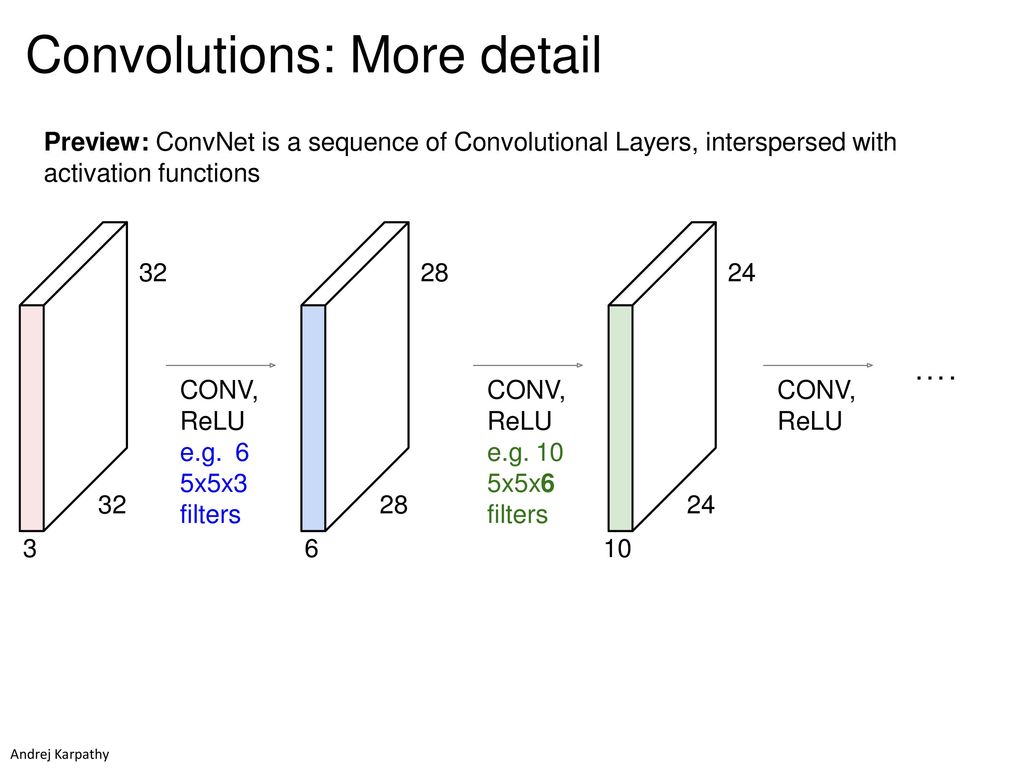 Convolutions: More detail
Preview: ConvNet is a sequence of Convolutional Layers, interspersed with
activation functions
32
28
24
CONV,
ReLU
e.g. 6
5x5x3
filters
CONV,
ReLU
e.g. 10
5x5x6
filters
CONV,
ReLU
....
32
28
24
3
6
10
Andrej Karpathy